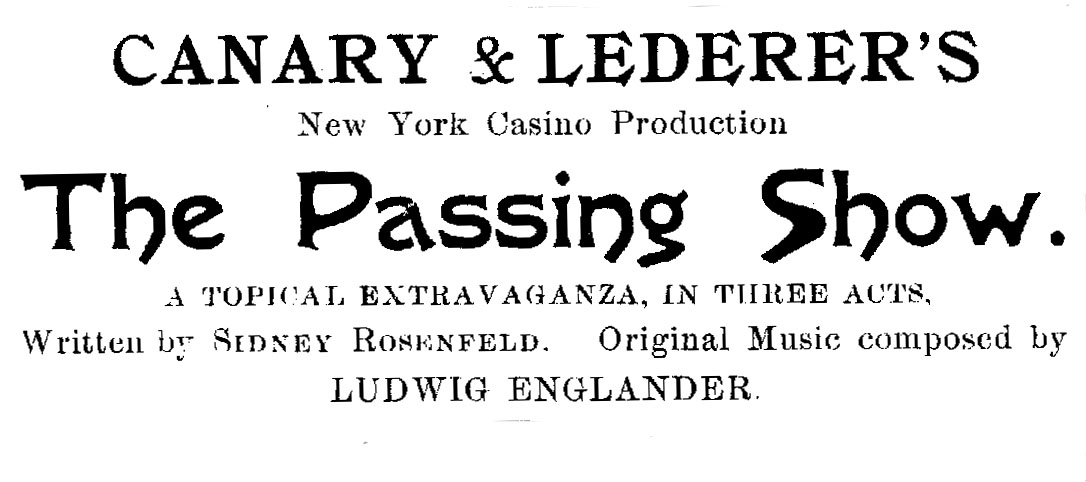 CANARY & LEDERER'S
New York Casino Production
The Passing Show.
A TOPICAL EXTRAVAGANZA, IN THREE ACTS,
Written by SIDNEY ROSENFELD. Original Music composed by
LUDWIG ENGLANDER.